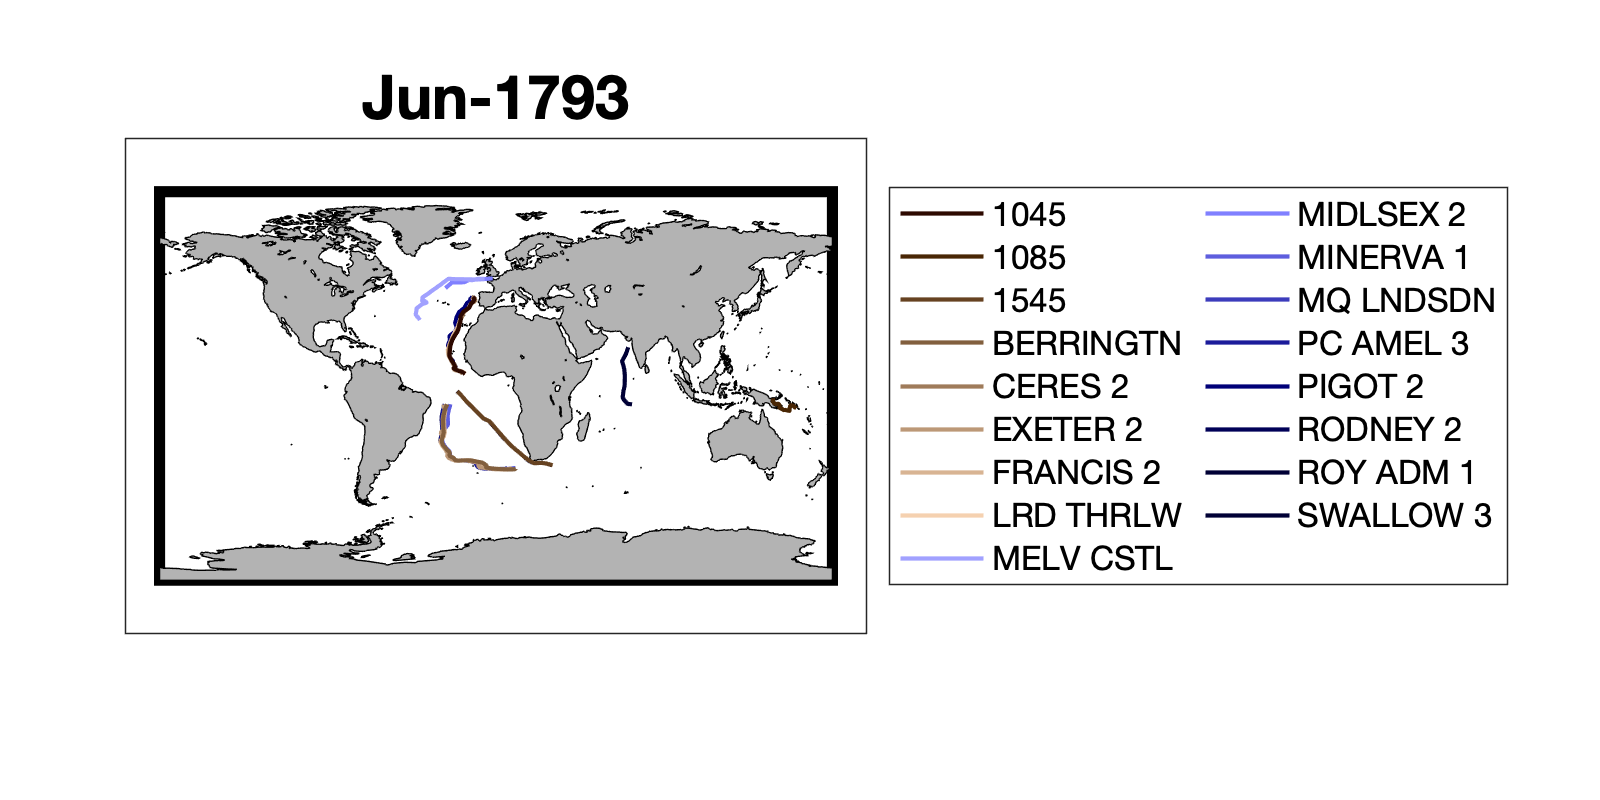 Jun-1793
1045
1085
1545
BERRINGTN
CERES 2
EXETER 2
FRANCIS 2
LRD THRLW
MELV CSTL
MIDLSEX 2
MINERVA 1
MQ LNDSDN
PC AMEL 3
PIGOT 2
RODNEY 2
ROY ADM 1
SWALLOW 3